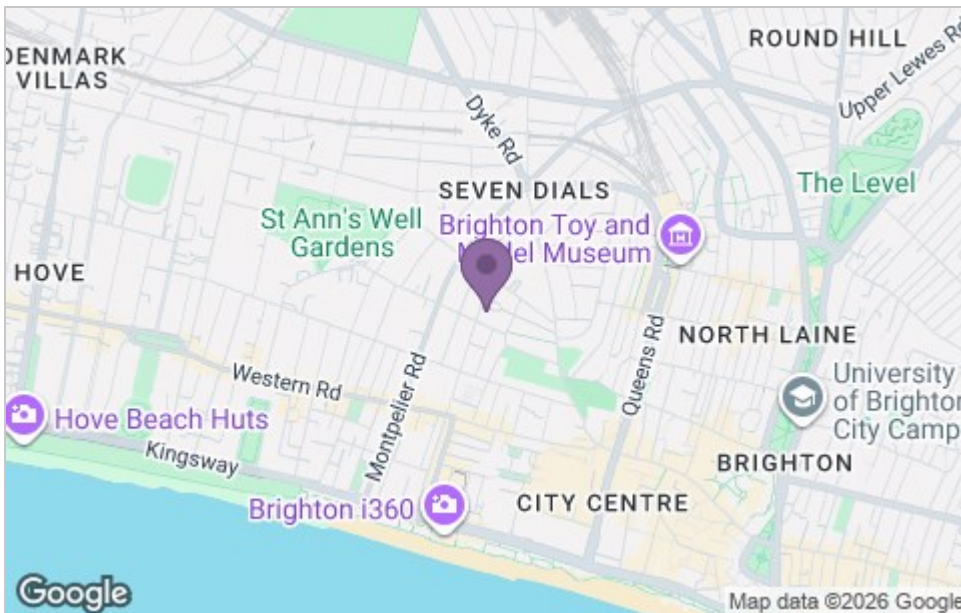 DENMARK
VILLAS
ROUND HILL
Upper Lewes Rd
Dyke Rd
SEVEN DIALS
The Level
St Ann's Well
Gardens
Brighton Toy and
Model Museum
HOVE
NORTH LAINE
Queens Rd
Western Rd
Montpelier Rd
University
of Brighton
City Camp
Hove Beach Huts
Kingsway
BRIGHTON
Brighton i360
CITY CENTRE
Google
Map data ©2026 Google